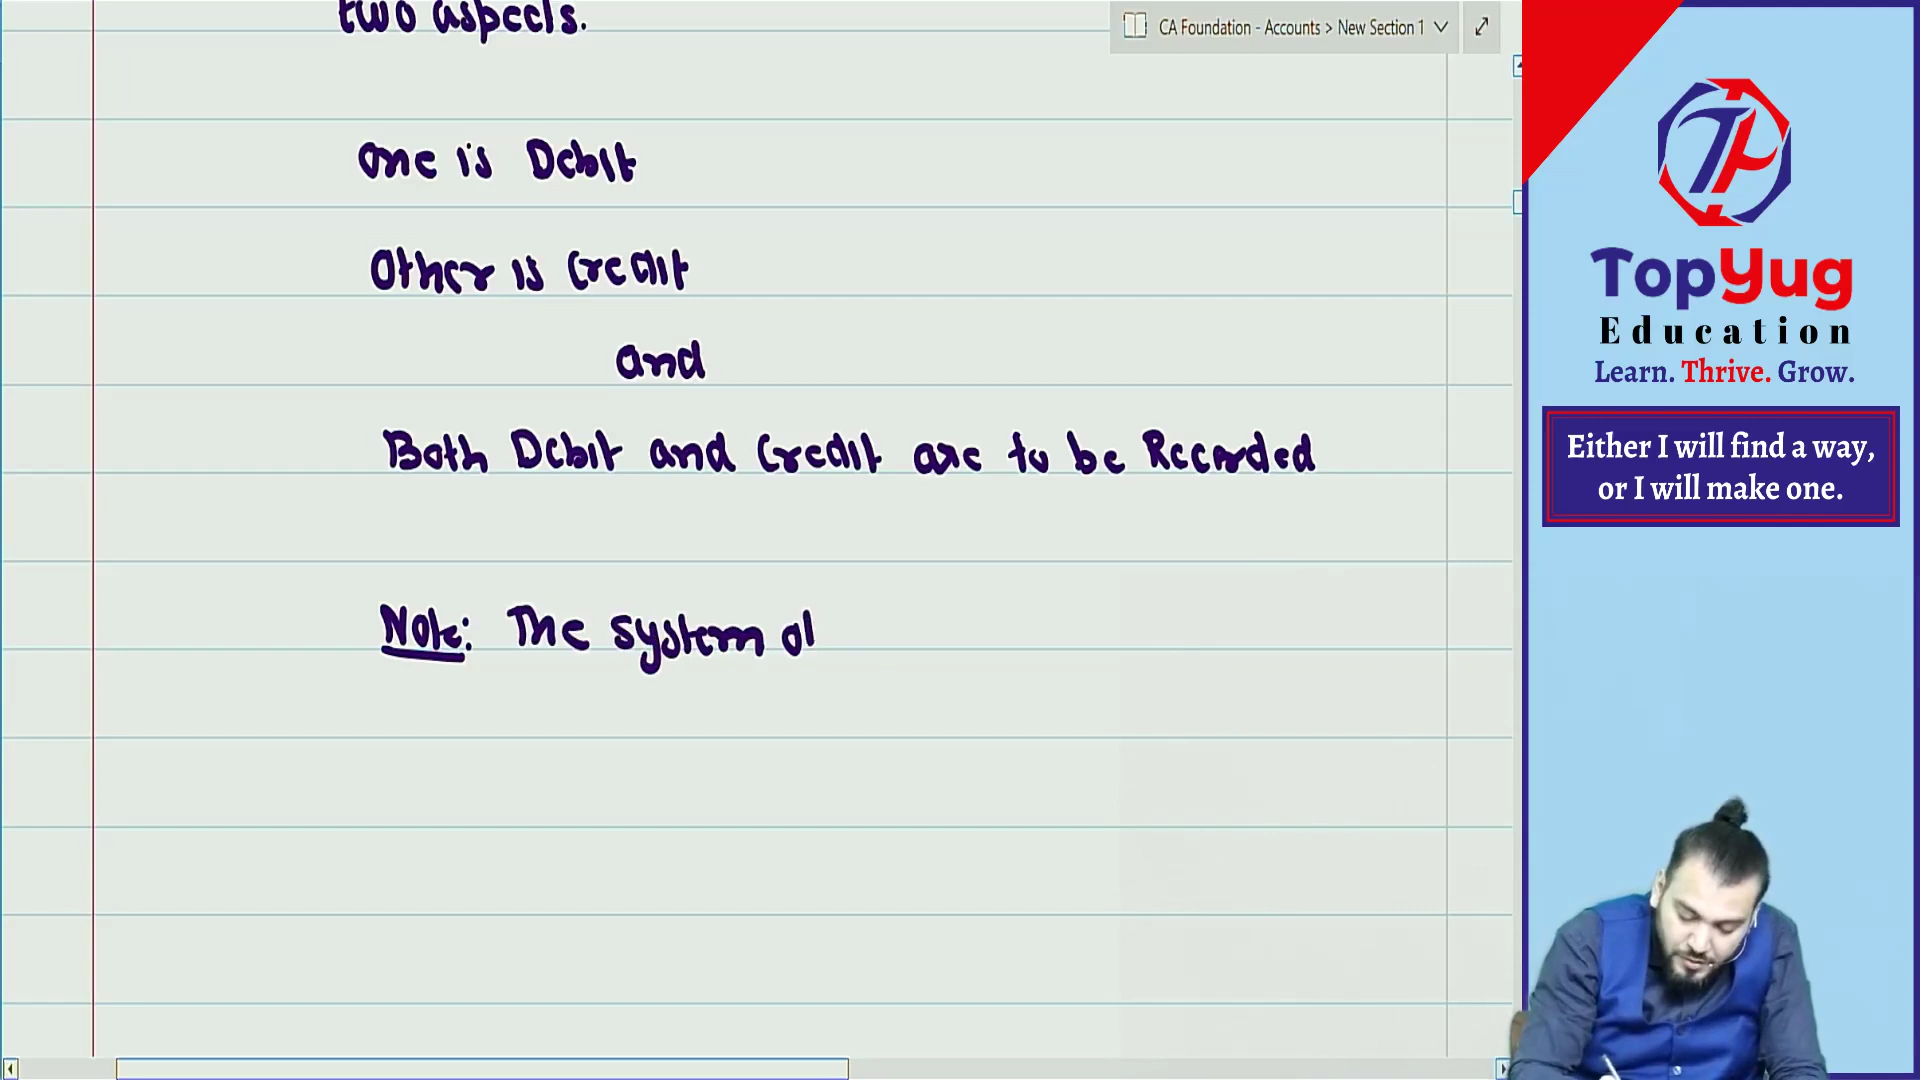 two aspects.
CA Foundation - Accounts > New Section 1
One is Debit
Other is Credit
and
Both Debit and Credit are to be Recorded
Note: The system of
TopYug
Education
Learn. Thrive. Grow.
Either I will find a way,
or I will make one.